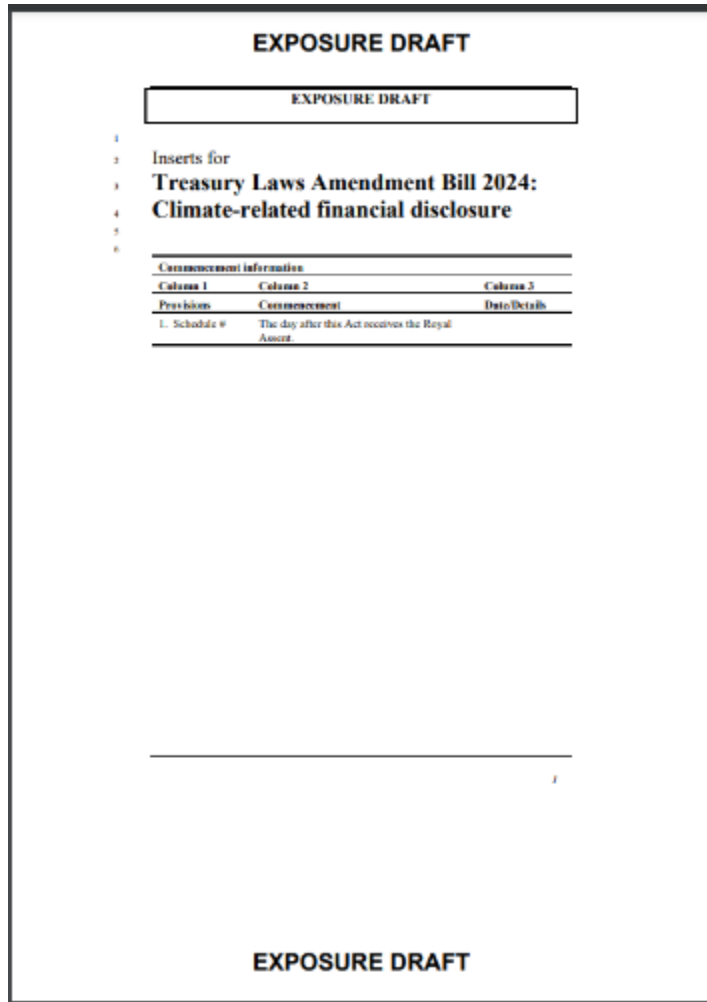 EXPOSURE DRAFT
EXPOSURE DRAFT
1
2 Inserts for
3 Treasury Laws Amendment Bill 2024:
4 Climate-related financial disclosure
5
6
Commencement information
Column 1 Column 2 Column 3
Provisions Commencement Date/Details
1. Schedule # The day after this Act receives the Royal
Assent.
1
EXPOSURE DRAFT